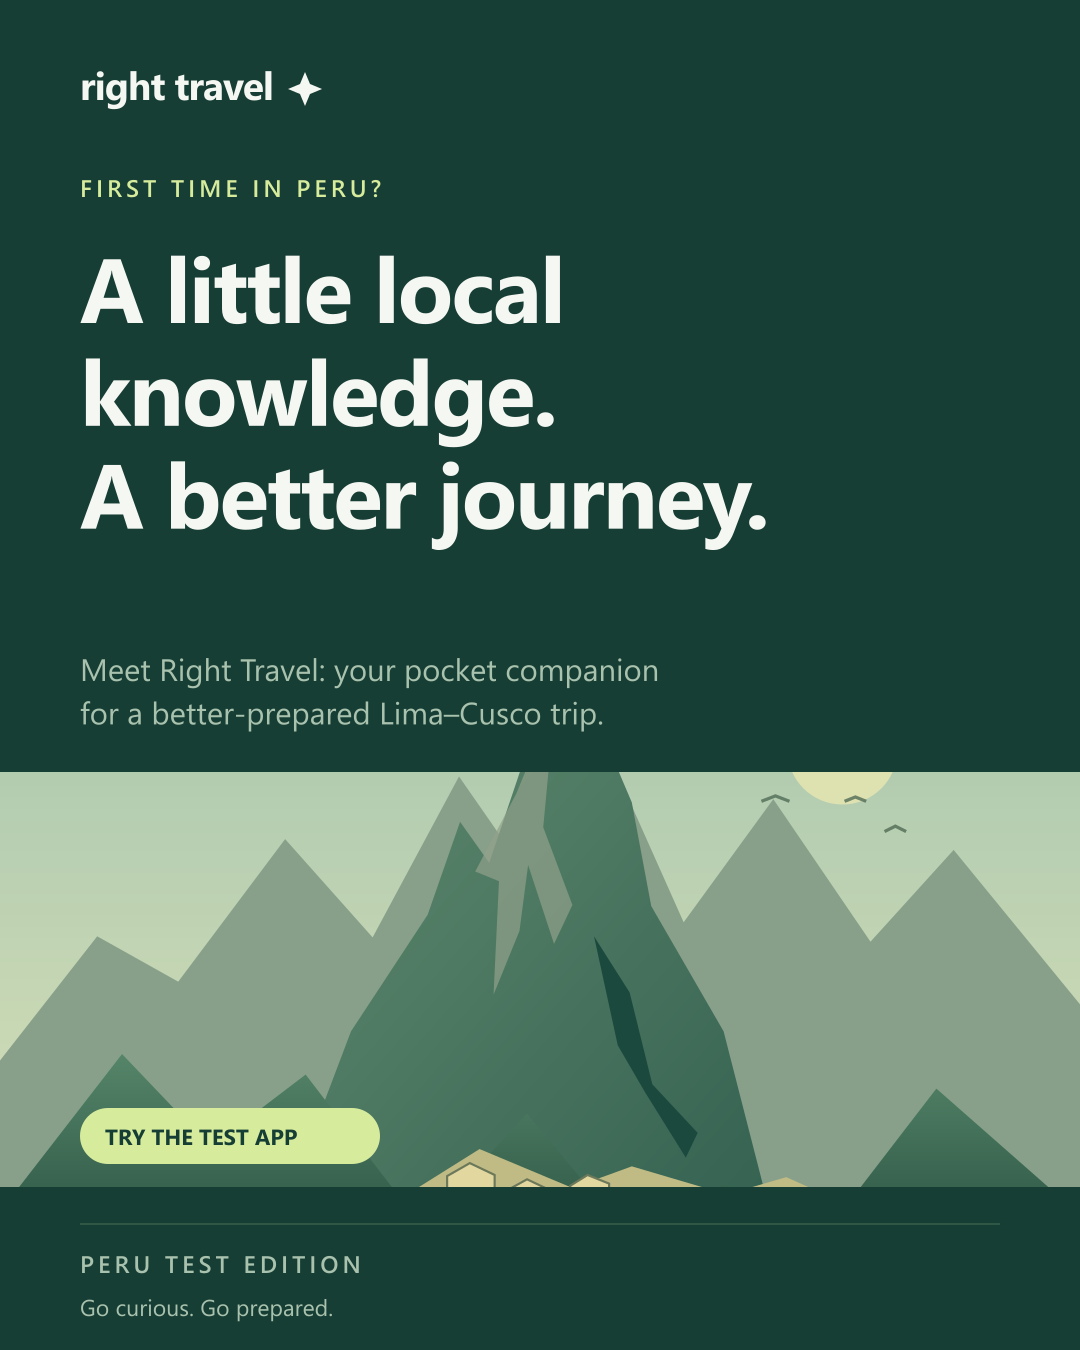 right travel
FIRST TIME IN PERU?
A little local
knowledge.
A better journey.
Meet Right Travel: your pocket companion
for a better-prepared Lima–Cusco trip.
TRY THE TEST APP
PERU TEST EDITION
Go curious. Go prepared.